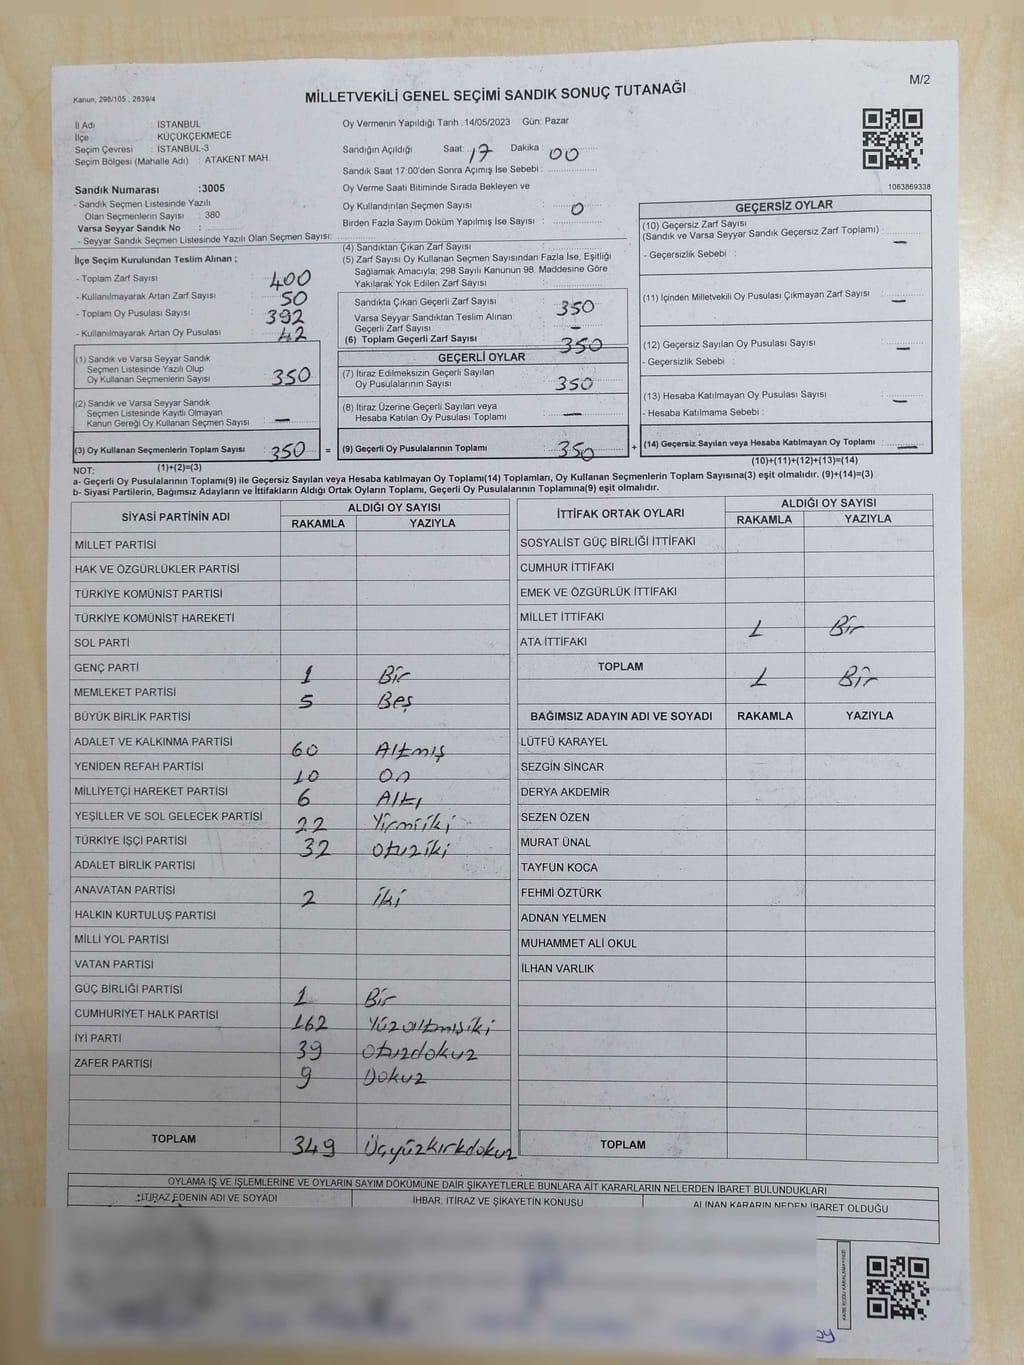 M/2
Kanun; 298/105 , 2839/4
MİLLETVEKİLİ GENEL SEÇİMİ SANDIK SONUÇ TUTANAĞI
İl Adı : İSTANBUL
İlçe : KÜÇÜKÇEKMECE
Seçim Çevresi : İSTANBUL-3
Seçim Bölgesi (Mahalle Adı) : ATAKENT MAH.
Sandık Numarası :3005
- Sandık Seçmen Listesinde Yazılı
Olan Seçmenlerin Sayısı : 380
Varsa Seyyar Sandık No :
- Seyyar Sandık Seçmen Listesinde Yazılı Olan Seçmen Sayısı:
Oy Vermenin Yapıldığı Tarih :14/05/2023 Gün: Pazar
Sandığın Açıldığı Saat: 17 Dakika : 00
Sandık Saat 17:00'den Sonra Açımış İse Sebebi :
Oy Verme Saati Bitiminde Sırada Bekleyen ve
Oy Kullandırılan Seçmen Sayısı : 0
Birden Fazla Sayım Döküm Yapılmış İse Sayısı :
1083869338
İlçe Seçim Kurulundan Teslim Alınan ;
- Toplam Zarf Sayısı : 400
- Kullanılmayarak Artan Zarf Sayısı : 50
- Toplam Oy Pusulası Sayısı : 392
- Kullanılmayarak Artan Oy Pusulası : 42
(1) Sandık ve Varsa Seyyar Sandık
Seçmen Listesinde Yazılı Olup
Oy Kullanan Seçmenlerin Sayısı : 350
(2) Sandık ve Varsa Seyyar Sandık
Seçmen Listesinde Kayıtlı Olmayan
Kanun Gereği Oy Kullanan Seçmen Sayısı : —
(3) Oy Kullanan Seçmenlerin Toplam Sayısı : 350 =
(4) Sandıktan Çıkan Zarf Sayısı :
(5) Zarf Sayısı Oy Kullanan Seçmen Sayısından Fazla İse, Eşitliği
Sağlamak Amacıyla, 298 Sayılı Kanunun 98. Maddesine Göre
Yakılarak Yok Edilen Zarf Sayısı :
Sandıkta Çıkan Geçerli Zarf Sayısı : 350
Varsa Seyyar Sandıktan Teslim Alınan
Geçerli Zarf Sayısı : —
(6) Toplam Geçerli Zarf Sayısı : 350
GEÇERLİ OYLAR
(7) İtiraz Edilmeksizin Geçerli Sayılan
Oy Pusulalarının Sayısı : 350
(8) İtiraz Üzerine Geçerli Sayılan veya
Hesaba Katılan Oy Pusulası Toplamı : —
(9) Geçerli Oy Pusulalarının Toplamı : 350 +
GEÇERSİZ OYLAR
(10) Geçersiz Zarf Sayısı
(Sandık ve Varsa Seyyar Sandık Geçersiz Zarf Toplamı) : —
- Geçersizlik Sebebi :
(11) İçinden Milletvekili Oy Pusulası Çıkmayan Zarf Sayısı : —
(12) Geçersiz Sayılan Oy Pusulası Sayısı : —
- Geçersizlik Sebebi :
(13) Hesaba Katılmayan Oy Pusulası Sayısı : —
- Hesaba Katılmama Sebebi :
(14) Geçersiz Sayılan veya Hesaba Katılmayan Oy Toplamı : —
NOT: (1)+(2)=(3) (10)+(11)+(12)+(13)=(14)
a- Geçerli Oy Pusulalarının Toplamı(9) ile Geçersiz Sayılan veya Hesaba katılmayan Oy Toplamı(14) Toplamları, Oy Kullanan Seçmenlerin Toplam Sayısına(3) eşit olmalıdır. (9)+(14)=(3)
b- Siyasi Partilerin, Bağımsız Adayların ve İttifakların Aldığı Ortak Oyların Toplamı, Geçerli Oy Pusulalarının Toplamına(9) eşit olmalıdır.
SİYASİ PARTİNİN ADI ALDIĞI OY SAYISI
RAKAMLA YAZIYLA
MİLLET PARTİSİ
HAK VE ÖZGÜRLÜKLER PARTİSİ
TÜRKİYE KOMÜNİST PARTİSİ
TÜRKİYE KOMÜNİST HAREKETİ
SOL PARTİ
GENÇ PARTİ 1 Bir
MEMLEKET PARTİSİ 5 Beş
BÜYÜK BİRLİK PARTİSİ
ADALET VE KALKINMA PARTİSİ 60 Altmış
YENİDEN REFAH PARTİSİ 10 On
MİLLİYETÇİ HAREKET PARTİSİ 6 Altı
YEŞİLLER VE SOL GELECEK PARTİSİ 22 Yirmiiki
TÜRKİYE İŞÇİ PARTİSİ 32 Otuziki
ADALET BİRLİK PARTİSİ
ANAVATAN PARTİSİ 2 İki
HALKIN KURTULUŞ PARTİSİ
MİLLİ YOL PARTİSİ
VATAN PARTİSİ
GÜÇ BİRLİĞİ PARTİSİ 1 Bir
CUMHURİYET HALK PARTİSİ 162 Yüzaltmışiki
İYİ PARTİ 39 Otuzdokuz
ZAFER PARTİSİ 9 Dokuz
TOPLAM 349 Üçyüzkırkdokuz
İTTİFAK ORTAK OYLARI ALDIĞI OY SAYISI
RAKAMLA YAZIYLA
SOSYALİST GÜÇ BİRLİĞİ İTTİFAKI
CUMHUR İTTİFAKI
EMEK VE ÖZGÜRLÜK İTTİFAKI
MİLLET İTTİFAKI 1 Bir
ATA İTTİFAKI
TOPLAM 1 Bir
BAĞIMSIZ ADAYIN ADI VE SOYADI RAKAMLA YAZIYLA
LÜTFÜ KARAYEL
SEZGİN SİNCAR
DERYA AKDEMİR
SEZEN ÖZEN
MURAT ÜNAL
TAYFUN KOCA
FEHMİ ÖZTÜRK
ADNAN YELMEN
MUHAMMET ALİ OKUL
İLHAN VARLIK
TOPLAM
OYLAMA İŞ VE İŞLEMLERİNE VE OYLARIN SAYIM DÖKÜMÜNE DAİR ŞİKAYETLERLE BUNLARA AİT KARARLARIN NELERDEN İBARET BULUNDUKLARI
İTİRAZ EDENİN ADI VE SOYADI İHBAR, İTİRAZ VE ŞİKAYETİN KONUSU ALINAN KARARIN NEDEN İBARET OLDUĞU